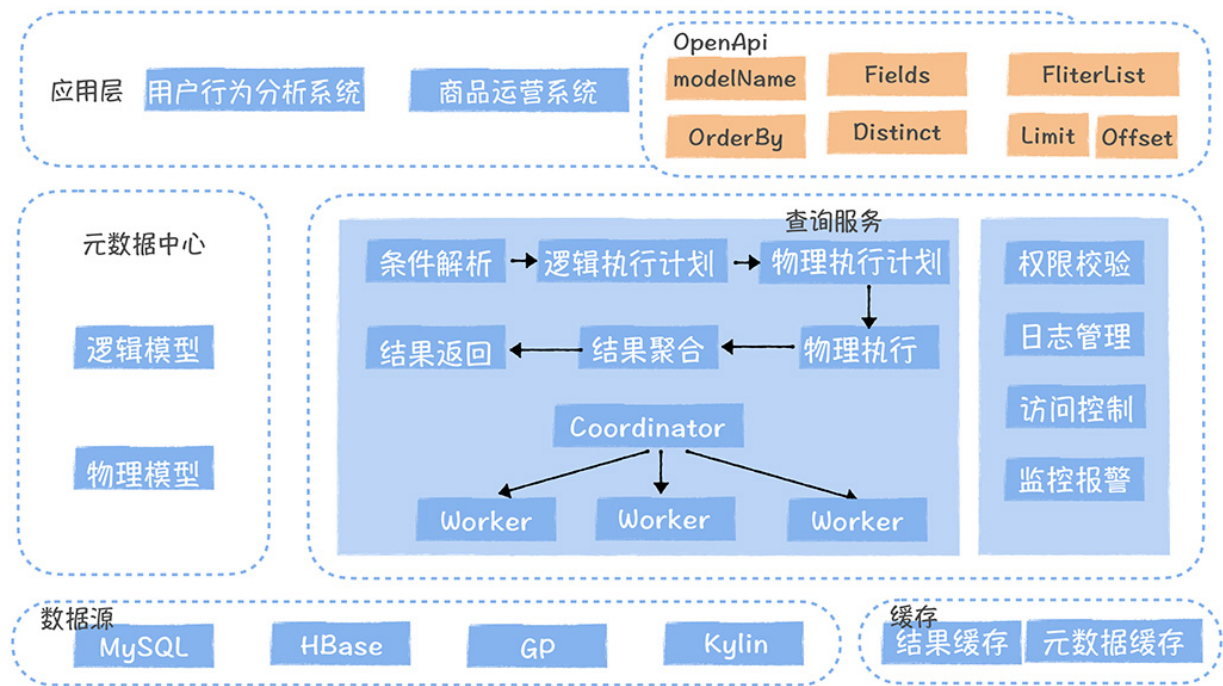 OpenApi
应用层
用户行为分析系统
商品运营系统
modelName
Fields
FliterList
OrderBy
Distinct
Limit
Offset
元数据中心
逻辑模型
物理模型
查询服务
条件解析
逻辑执行计划
物理执行计划
结果返回
结果聚合
物理执行
Coordinator
Worker
Worker
Worker
权限校验
日志管理
访问控制
监控报警
数据源
MySQL
HBase
GP
Kylin
缓存
结果缓存
元数据缓存